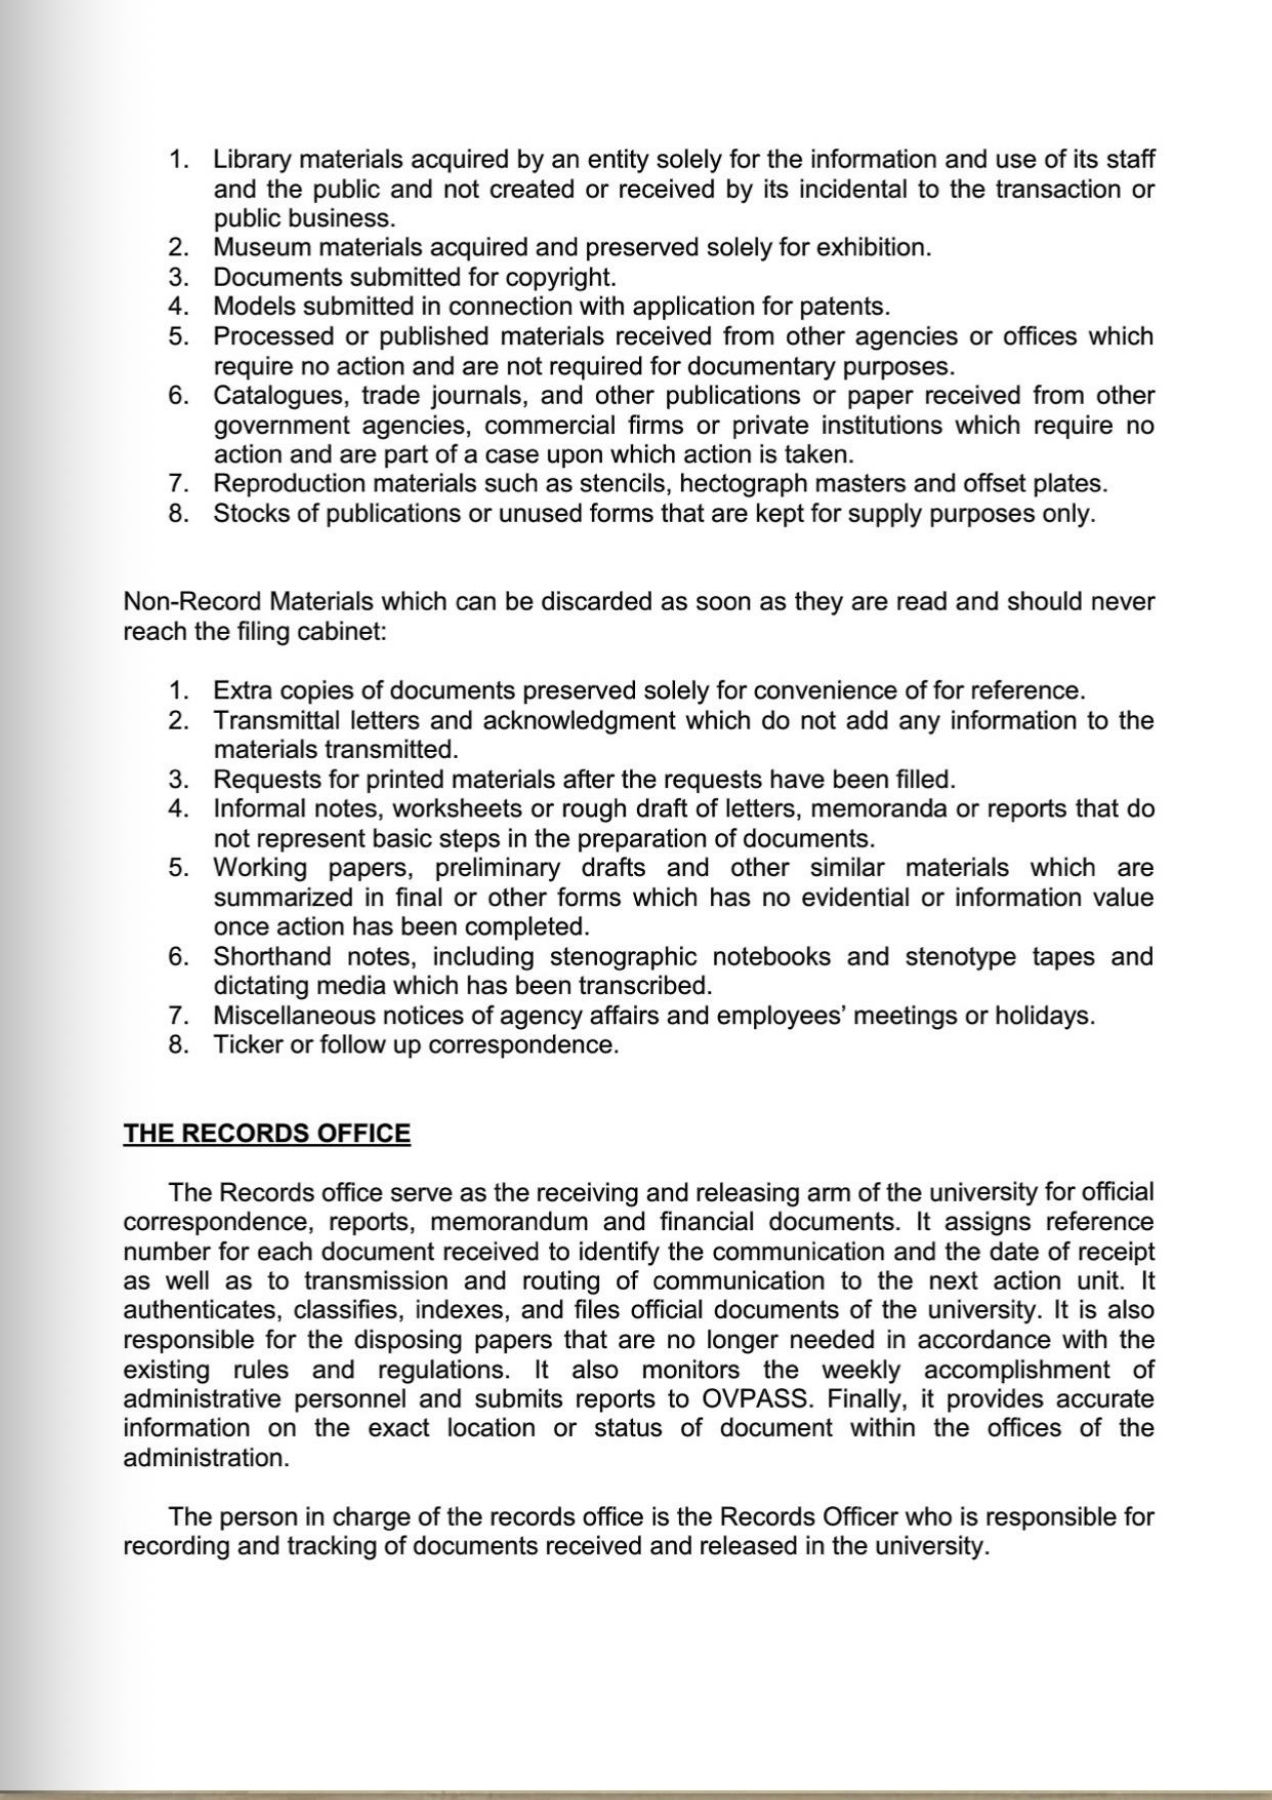 1. Library materials acquired by an entity solely for the information and use of its staff
and the public and not created or received by its incidental to the transaction or
public business.
2. Museum materials acquired and preserved solely for exhibition.
3. Documents submitted for copyright.
4. Models submitted in connection with application for patents.
5. Processed or published materials received from other agencies or offices which
require no action and are not required for documentary purposes.
6. Catalogues, trade journals, and other publications or paper received from other
government agencies, commercial firms or private institutions which require no
action and are part of a case upon which action is taken.
7. Reproduction materials such as stencils, hectograph masters and offset plates.
8. Stocks of publications or unused forms that are kept for supply purposes only.
Non-Record Materials which can be discarded as soon as they are read and should never
reach the filing cabinet:
1. Extra copies of documents preserved solely for convenience of for reference.
2. Transmittal letters and acknowledgment which do not add any information to the
materials transmitted.
3. Requests for printed materials after the requests have been filled.
4. Informal notes, worksheets or rough draft of letters, memoranda or reports that do
not represent basic steps in the preparation of documents.
5. Working papers, preliminary drafts and other similar materials which are
summarized in final or other forms which has no evidential or information value
once action has been completed.
6. Shorthand notes, including stenographic notebooks and stenotype tapes and
dictating media which has been transcribed.
7. Miscellaneous notices of agency affairs and employees’ meetings or holidays.
8. Ticker or follow up correspondence.
THE RECORDS OFFICE
The Records office serve as the receiving and releasing arm of the university for official
correspondence, reports, memorandum and financial documents. It assigns reference
number for each document received to identify the communication and the date of receipt
as well as to transmission and routing of communication to the next action unit. It
authenticates, classifies, indexes, and files official documents of the university. It is also
responsible for the disposing papers that are no longer needed in accordance with the
existing rules and regulations. It also monitors the weekly accomplishment of
administrative personnel and submits reports to OVPASS. Finally, it provides accurate
information on the exact location or status of document within the offices of the
administration.
The person in charge of the records office is the Records Officer who is responsible for
recording and tracking of documents received and released in the university.